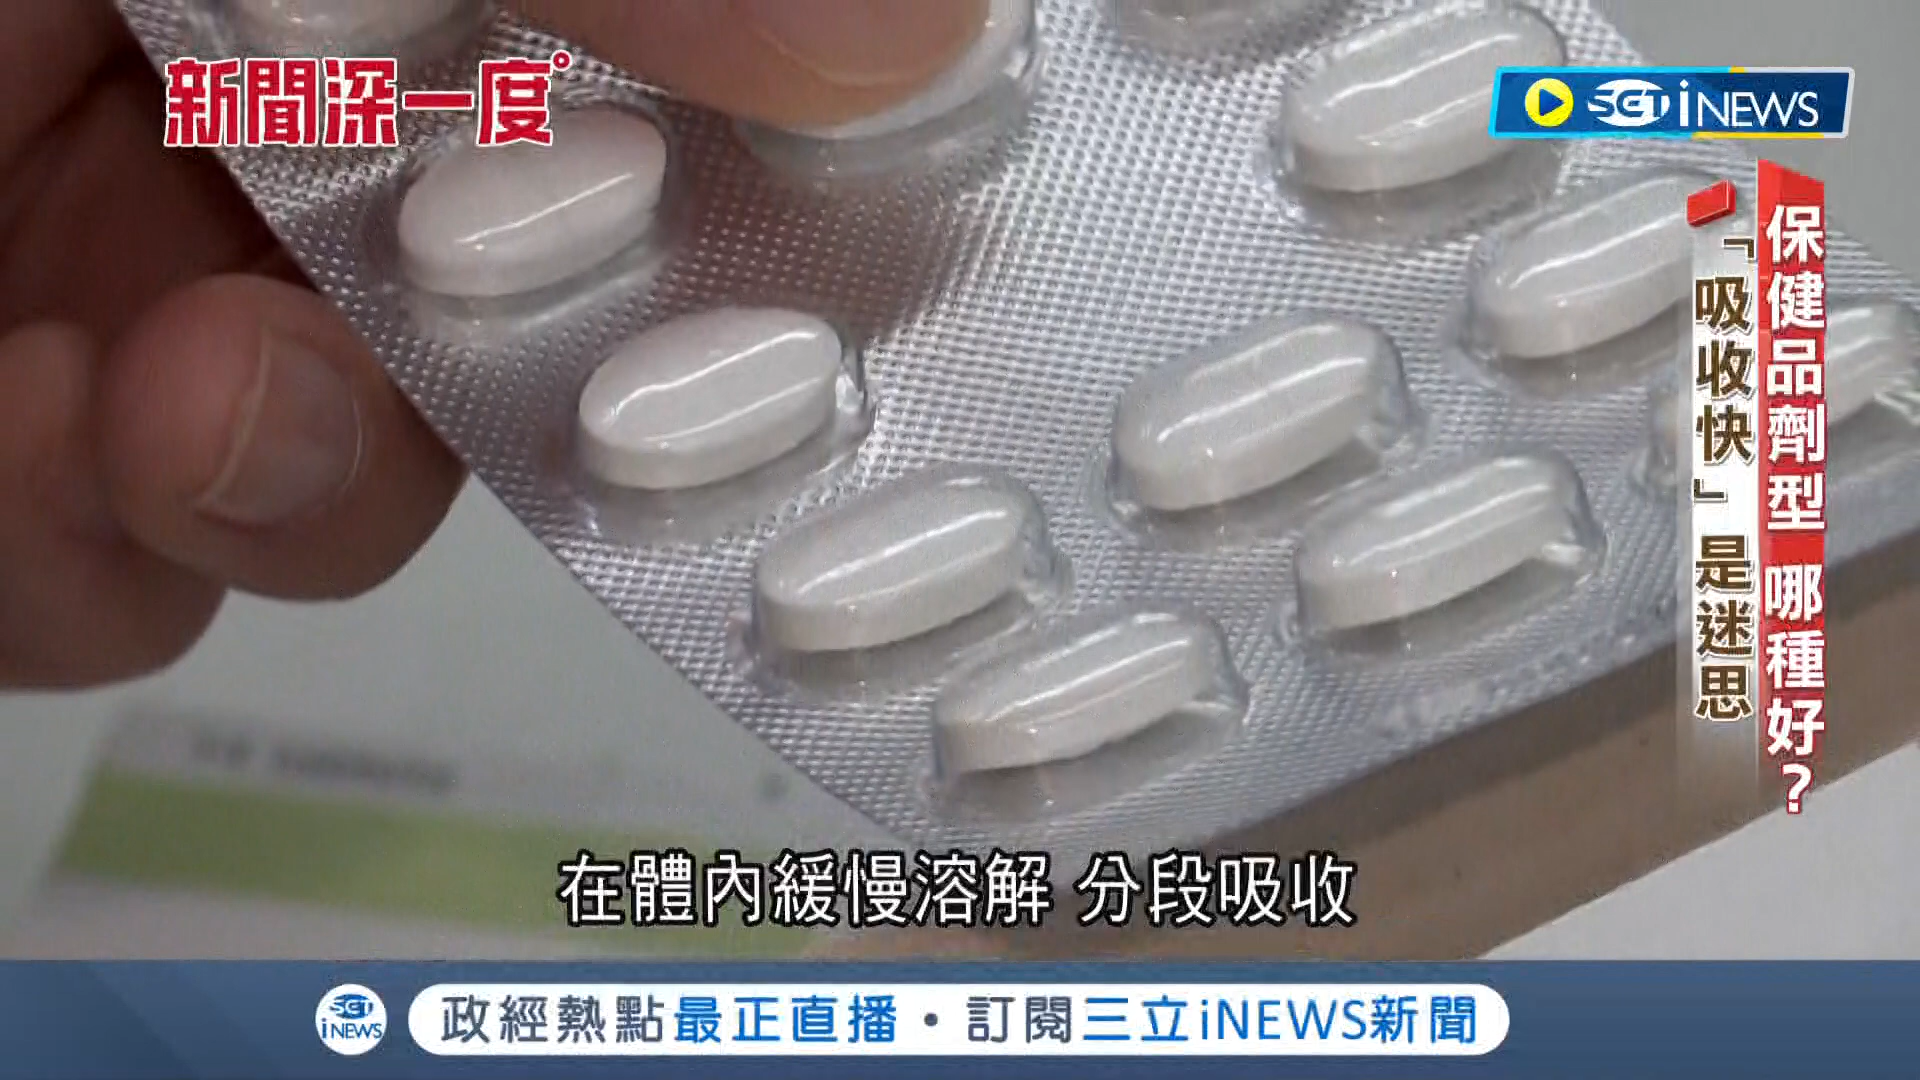 新聞深一度°
SET iNEWS
保健品劑型 哪種好?
「吸收快」是迷思
在體內緩慢溶解 分段吸收
SET iNEWS
政經熱點最正直播・訂閱三立iNEWS新聞